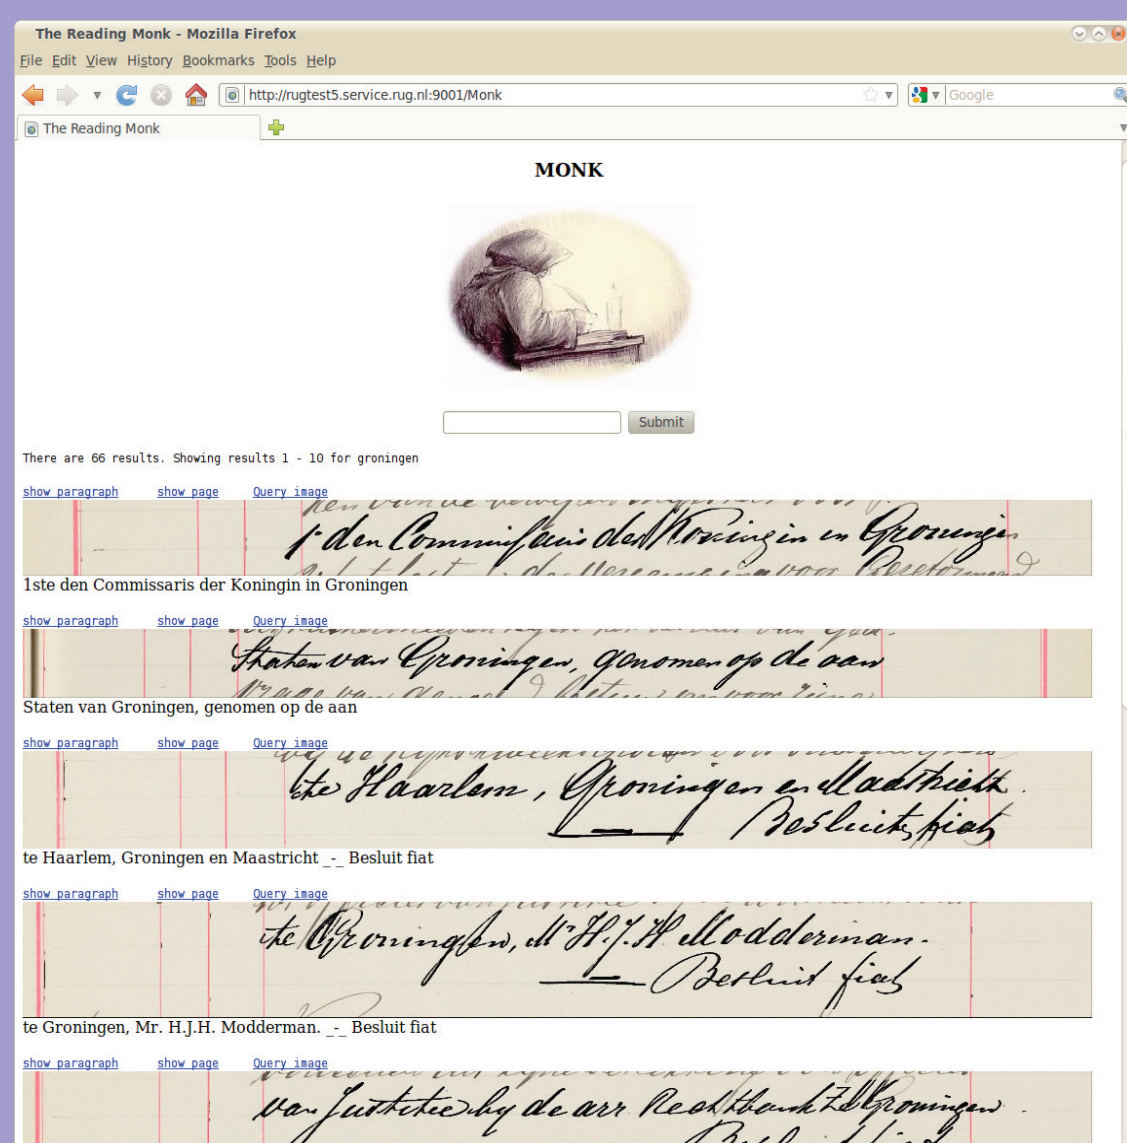 The Reading Monk - Mozilla Firefox
File Edit View History Bookmarks Tools Help
http://rugtest5.service.rug.nl:9001/Monk
Google
The Reading Monk
MONK
Submit
There are 66 results. Showing results 1 - 10 for groningen
show paragraph show page Query image
1e den Commissaris der Koningin in Groningen
1ste den Commissaris der Koningin in Groningen
show paragraph show page Query image
Staten van Groningen, genomen op de aan
Staten van Groningen, genomen op de aan
show paragraph show page Query image
te Haarlem, Groningen en Maastricht.
Besluit fiat
te Haarlem, Groningen en Maastricht _-_ Besluit fiat
show paragraph show page Query image
te Groningen, Mr H.J.H Modderman.
Besluit fiat
te Groningen, Mr. H.J.H. Modderman. _-_ Besluit fiat
show paragraph show page Query image
van Justitie by de arr Rechtbank te Groningen